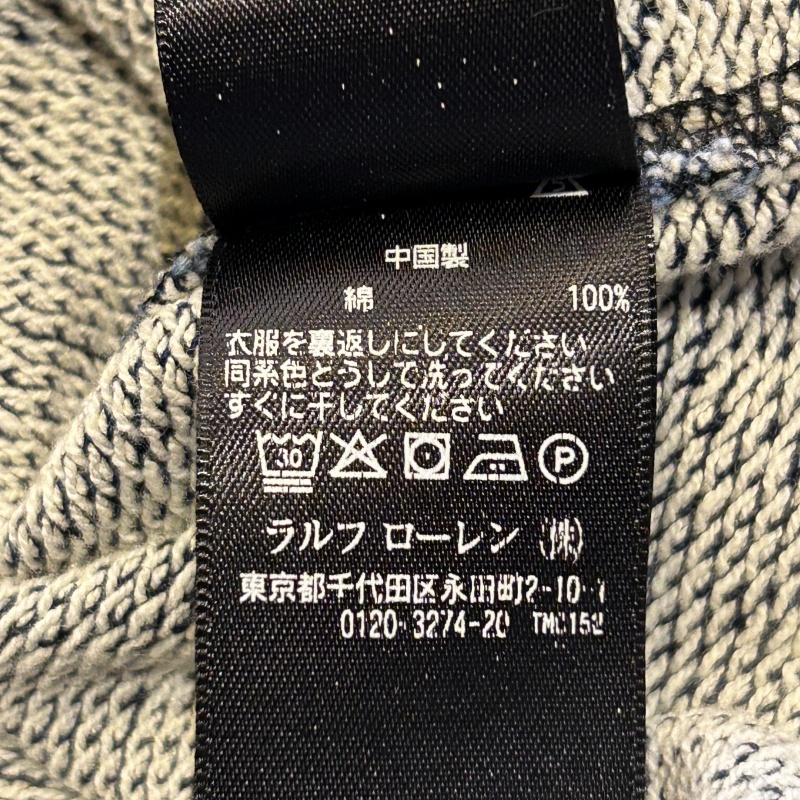 中国製
綿 100%
衣服を裏返しにしてください
同系色どうしで洗ってください
すぐに干してください
30
P
ラルフ ローレン (株)
東京都千代田区永田町2-10-1
0120-3274-20